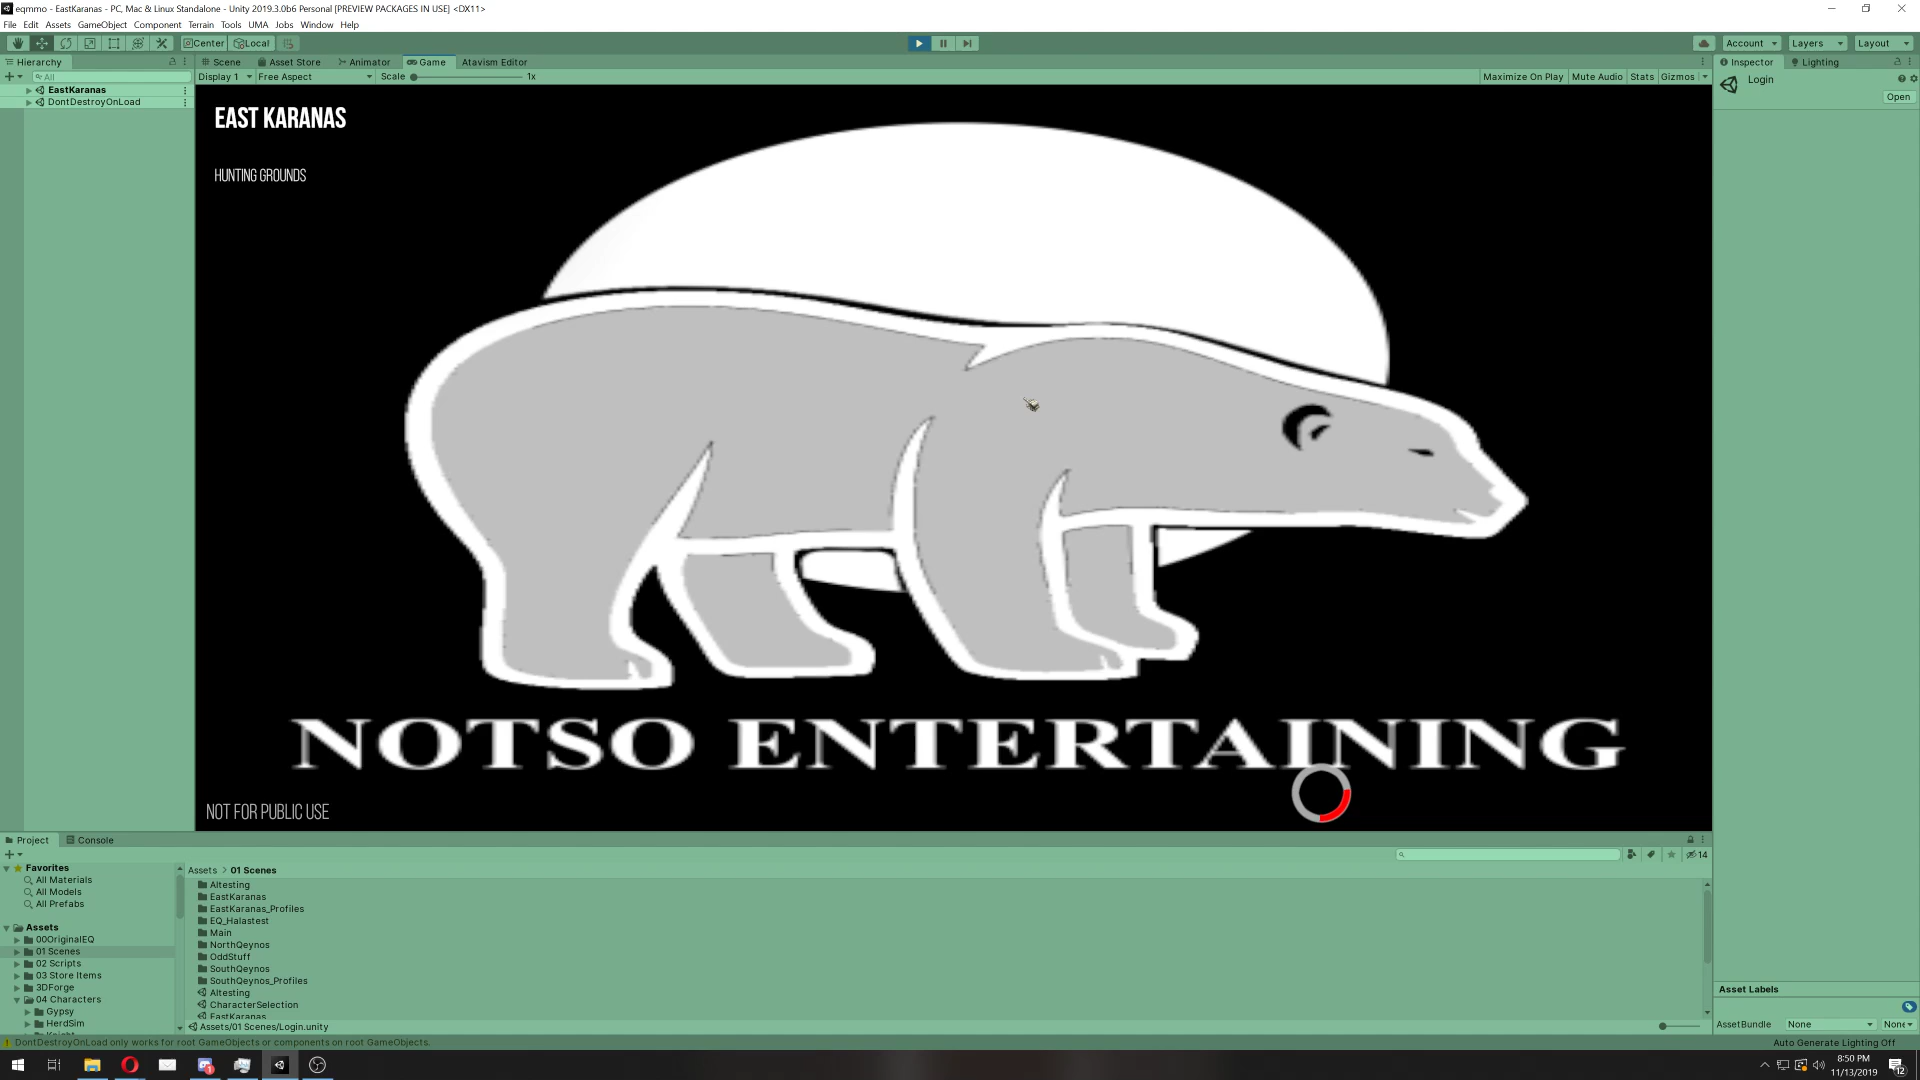 eqmmo - EastKaranas - PC, Mac & Linux Standalone - Unity 2019.3.0b6 Personal [PREVIEW PACKAGES IN USE] <DX11>
File Edit Assets GameObject Component Terrain Tools UMA Jobs Window Help
Center Local Account Layers Layout
Hierarchy Scene Asset Store Animator Game Atavism Editor Inspector Lighting
All Display 1 Free Aspect Scale 1x Maximize On Play Mute Audio Stats Gizmos Login
EastKaranas
Open
DontDestroyOnLoad
EAST KARANAS
HUNTING GROUNDS
NOTSO ENTERTAINING
NOT FOR PUBLIC USE
Project Console
14
Favorites
All Materials
All Models
All Prefabs
Assets
00OriginalEQ
01 Scenes
02 Scripts
03 Store Items
3DForge
04 Characters
Gypsy
HerdSim
Knight
Assets > 01 Scenes
AItesting
EastKaranas
EastKaranas_Profiles
EQ_Halastest
Main
NorthQeynos
OddStuff
SouthQeynos
SouthQeynos_Profiles
AItesting
CharacterSelection
EastKaranas
Assets/01 Scenes/Login.unity
Asset Labels
AssetBundle None None
DontDestroyOnLoad only works for root GameObjects or components on root GameObjects.
Auto Generate Lighting Off
8:50 PM
11/13/2019
12